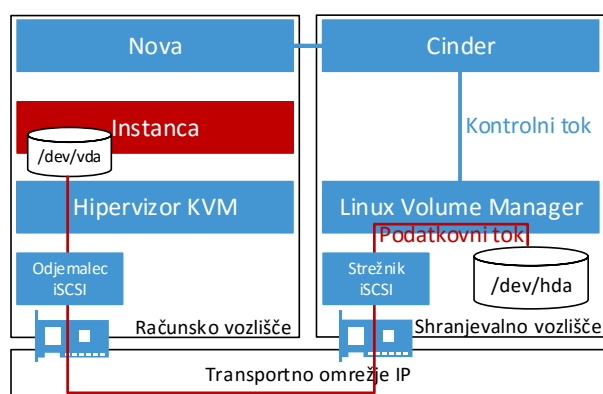 Nova
Cinder
Instanca
/dev/vda
Kontrolni tok
Hipervizor KVM
Linux Volume Manager
Podatkovni tok
Odjemalec
iSCSI
Strežnik
iSCSI
/dev/hda
Računsko vozlišče
Shranjevalno vozlišče
Transportno omrežje IP